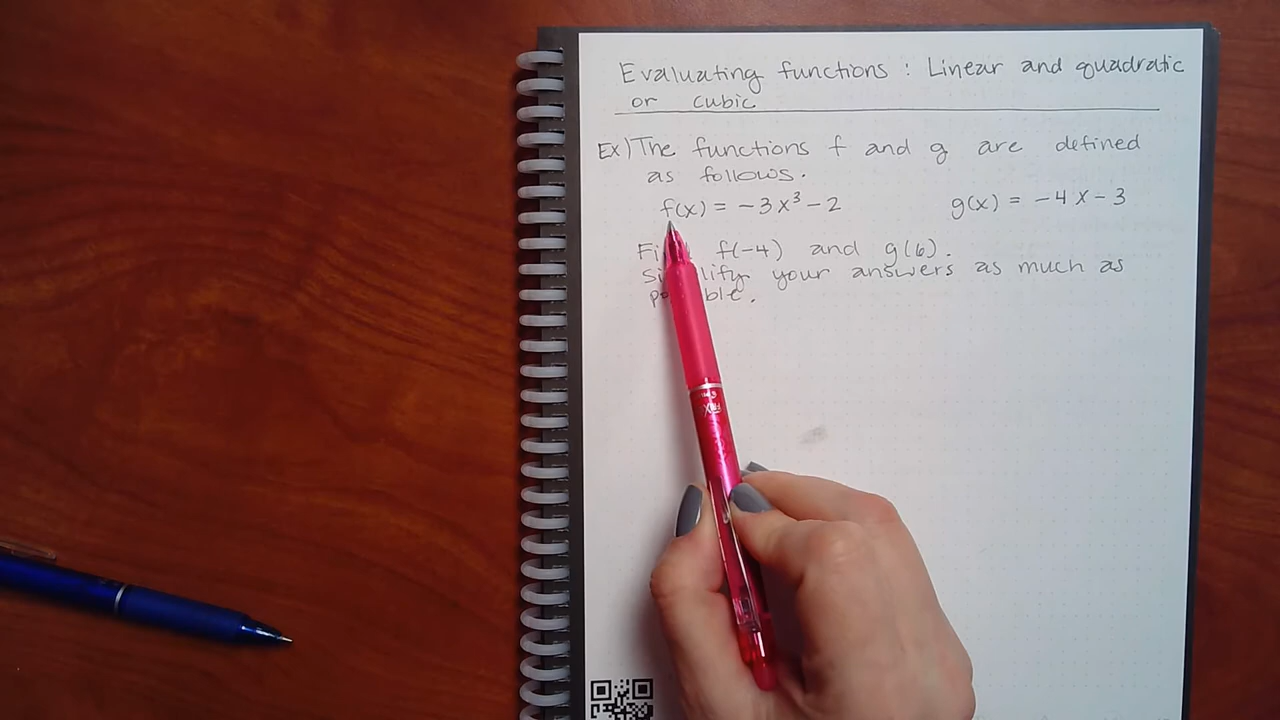 Evaluating functions : Linear and quadratic
or cubic
Ex) The functions f and g are defined
as follows.
f(x) = -3x³-2 g(x) = -4x-3
f(-4) and g(6).
your answers as much as